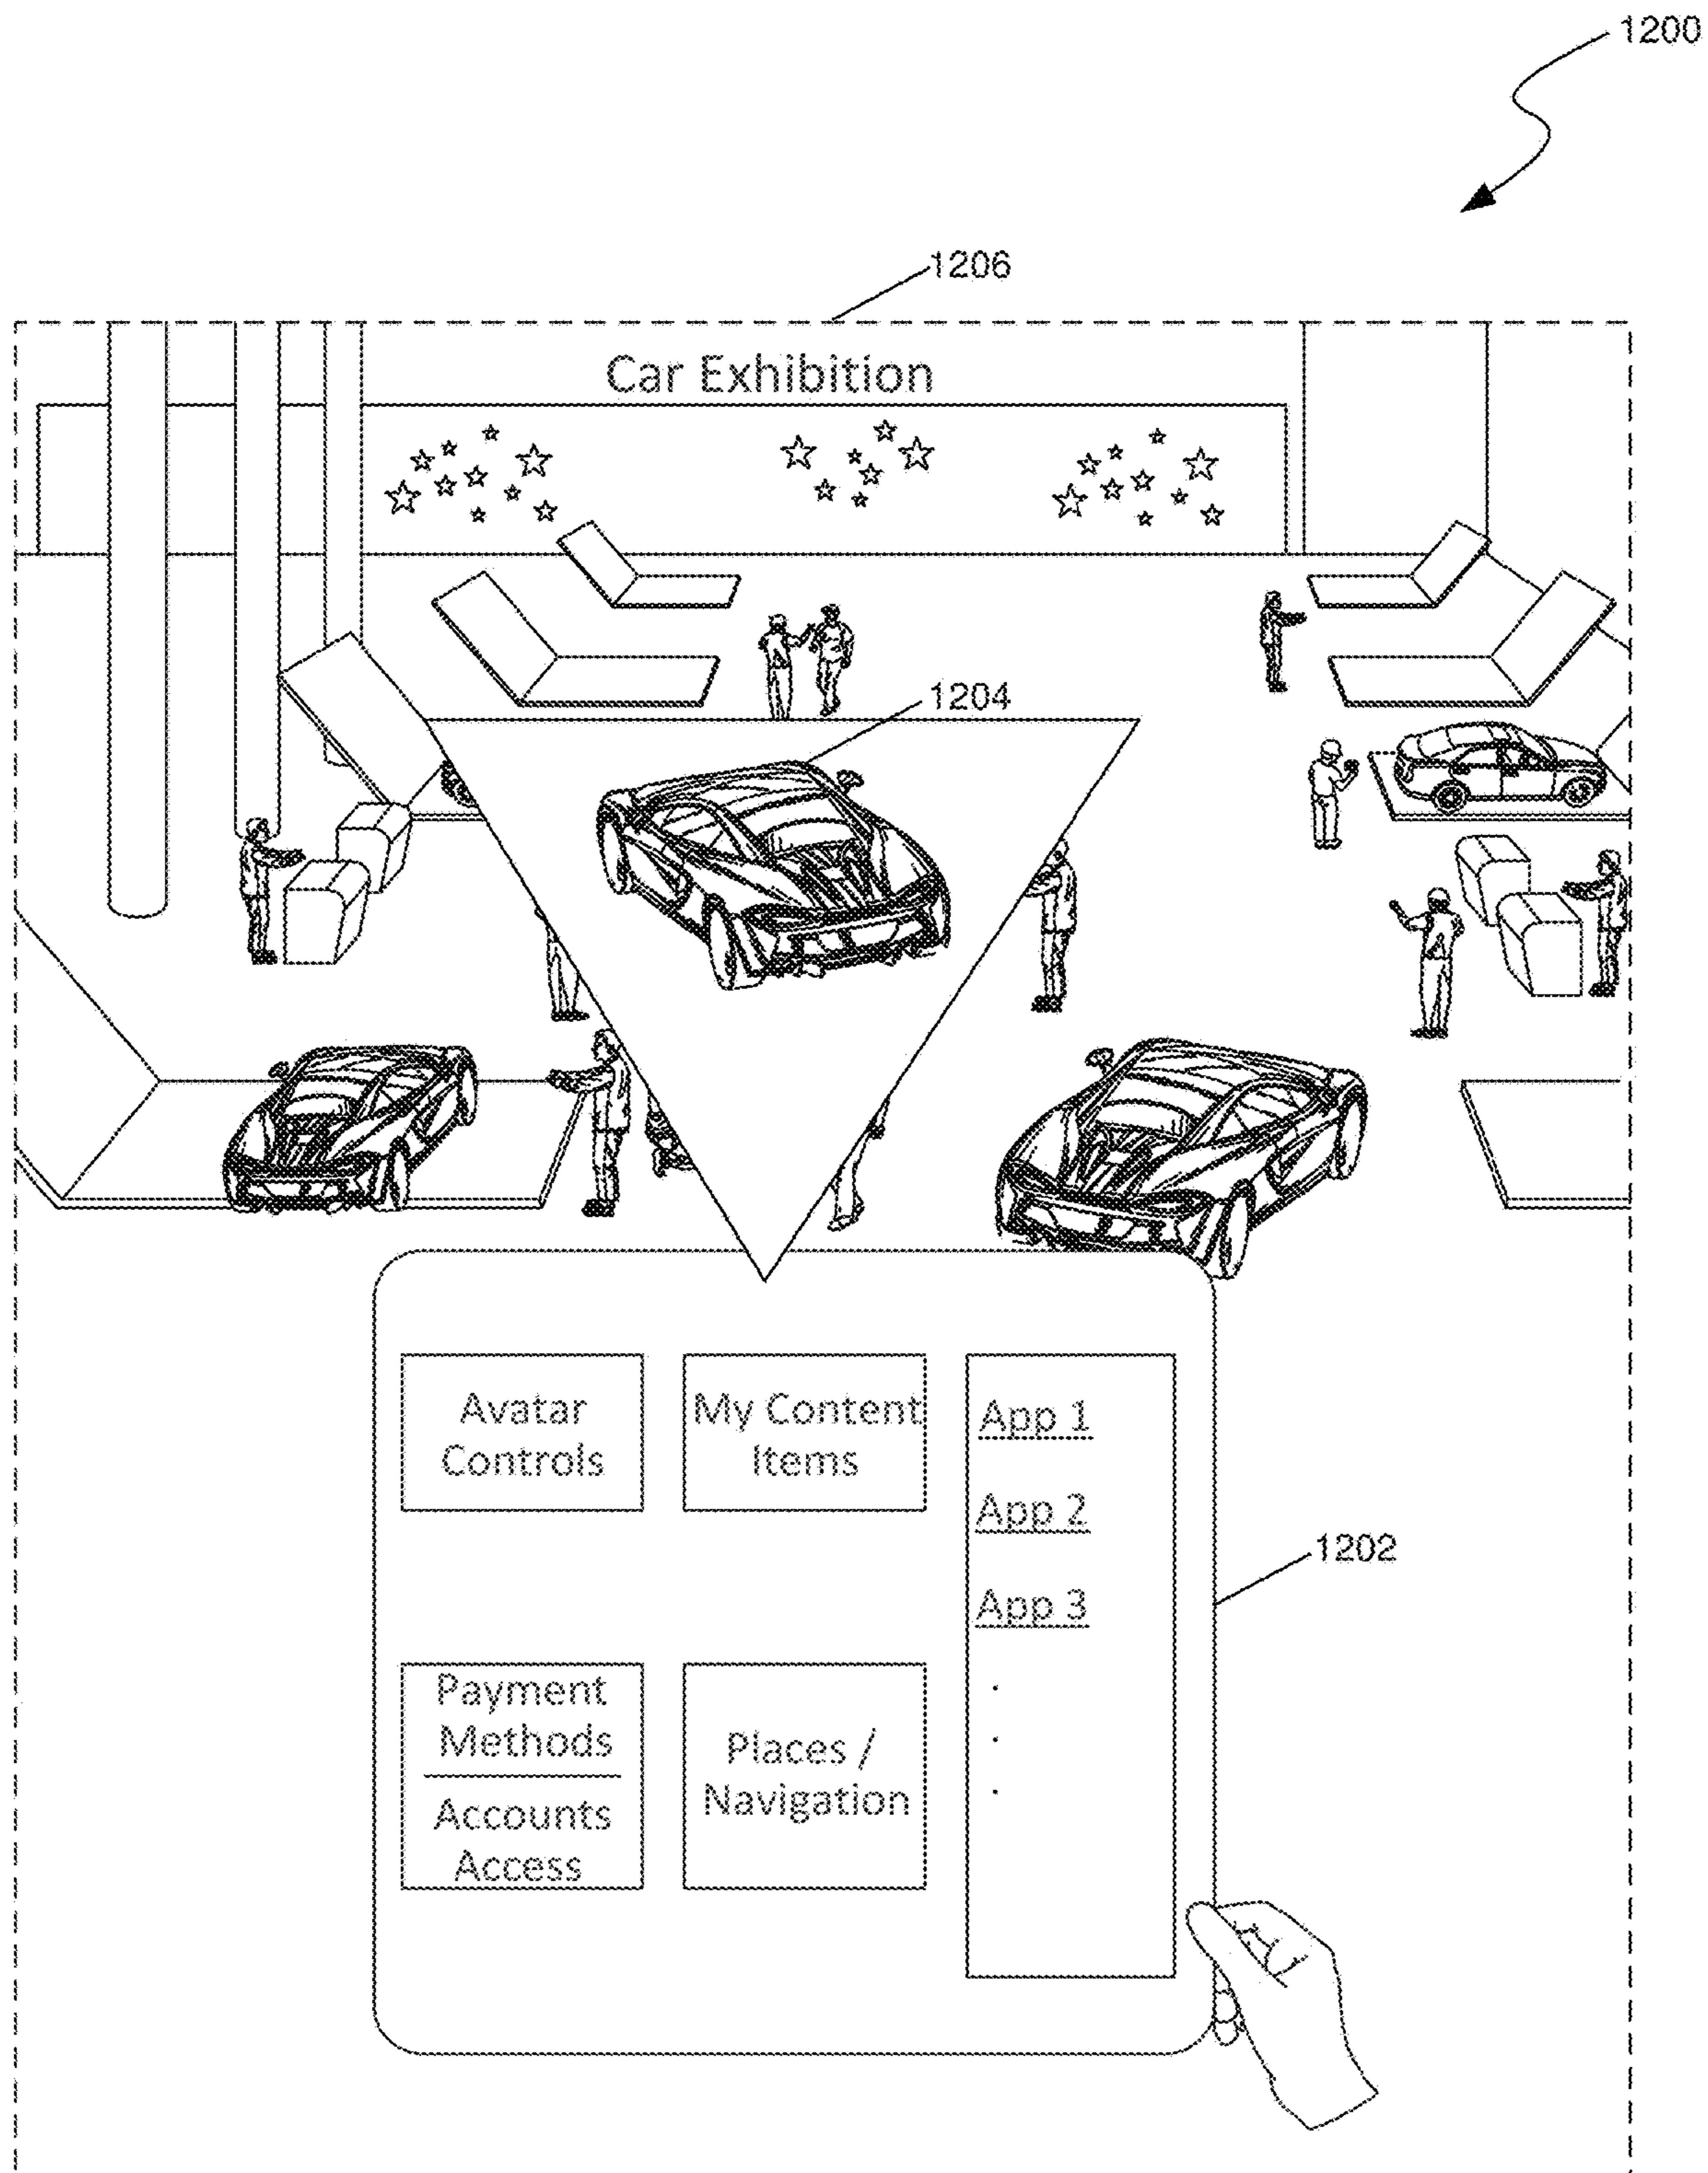 1200
1206
Car Exhibition
1204
Avatar
Controls
My Content
Items
App 1
App 2
App 3
1202
Payment
Methods
Accounts
Access
Places /
Navigation